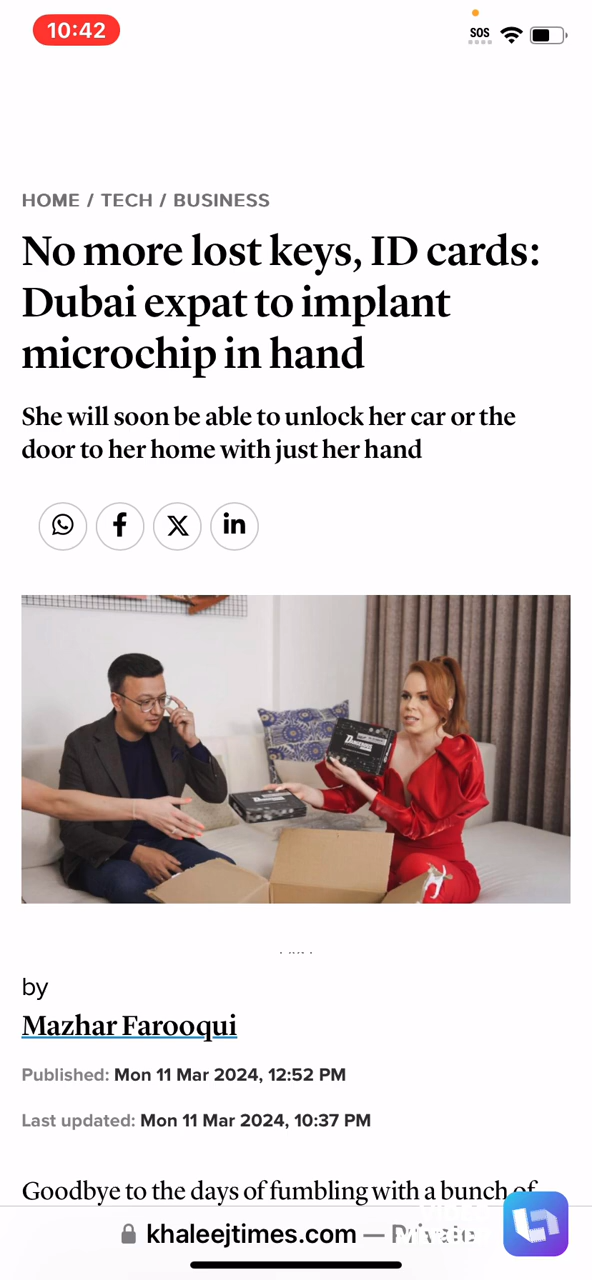 10:42
SOS
HOME / TECH / BUSINESS
No more lost keys, ID cards:
Dubai expat to implant
microchip in hand
She will soon be able to unlock her car or the
door to her home with just her hand
f X in
DANGEROUS
by
Mazhar Farooqui
Published: Mon 11 Mar 2024, 12:52 PM
Last updated: Mon 11 Mar 2024, 10:37 PM
Goodbye to the days of fumbling with a bunch of
khaleejtimes.com — Private